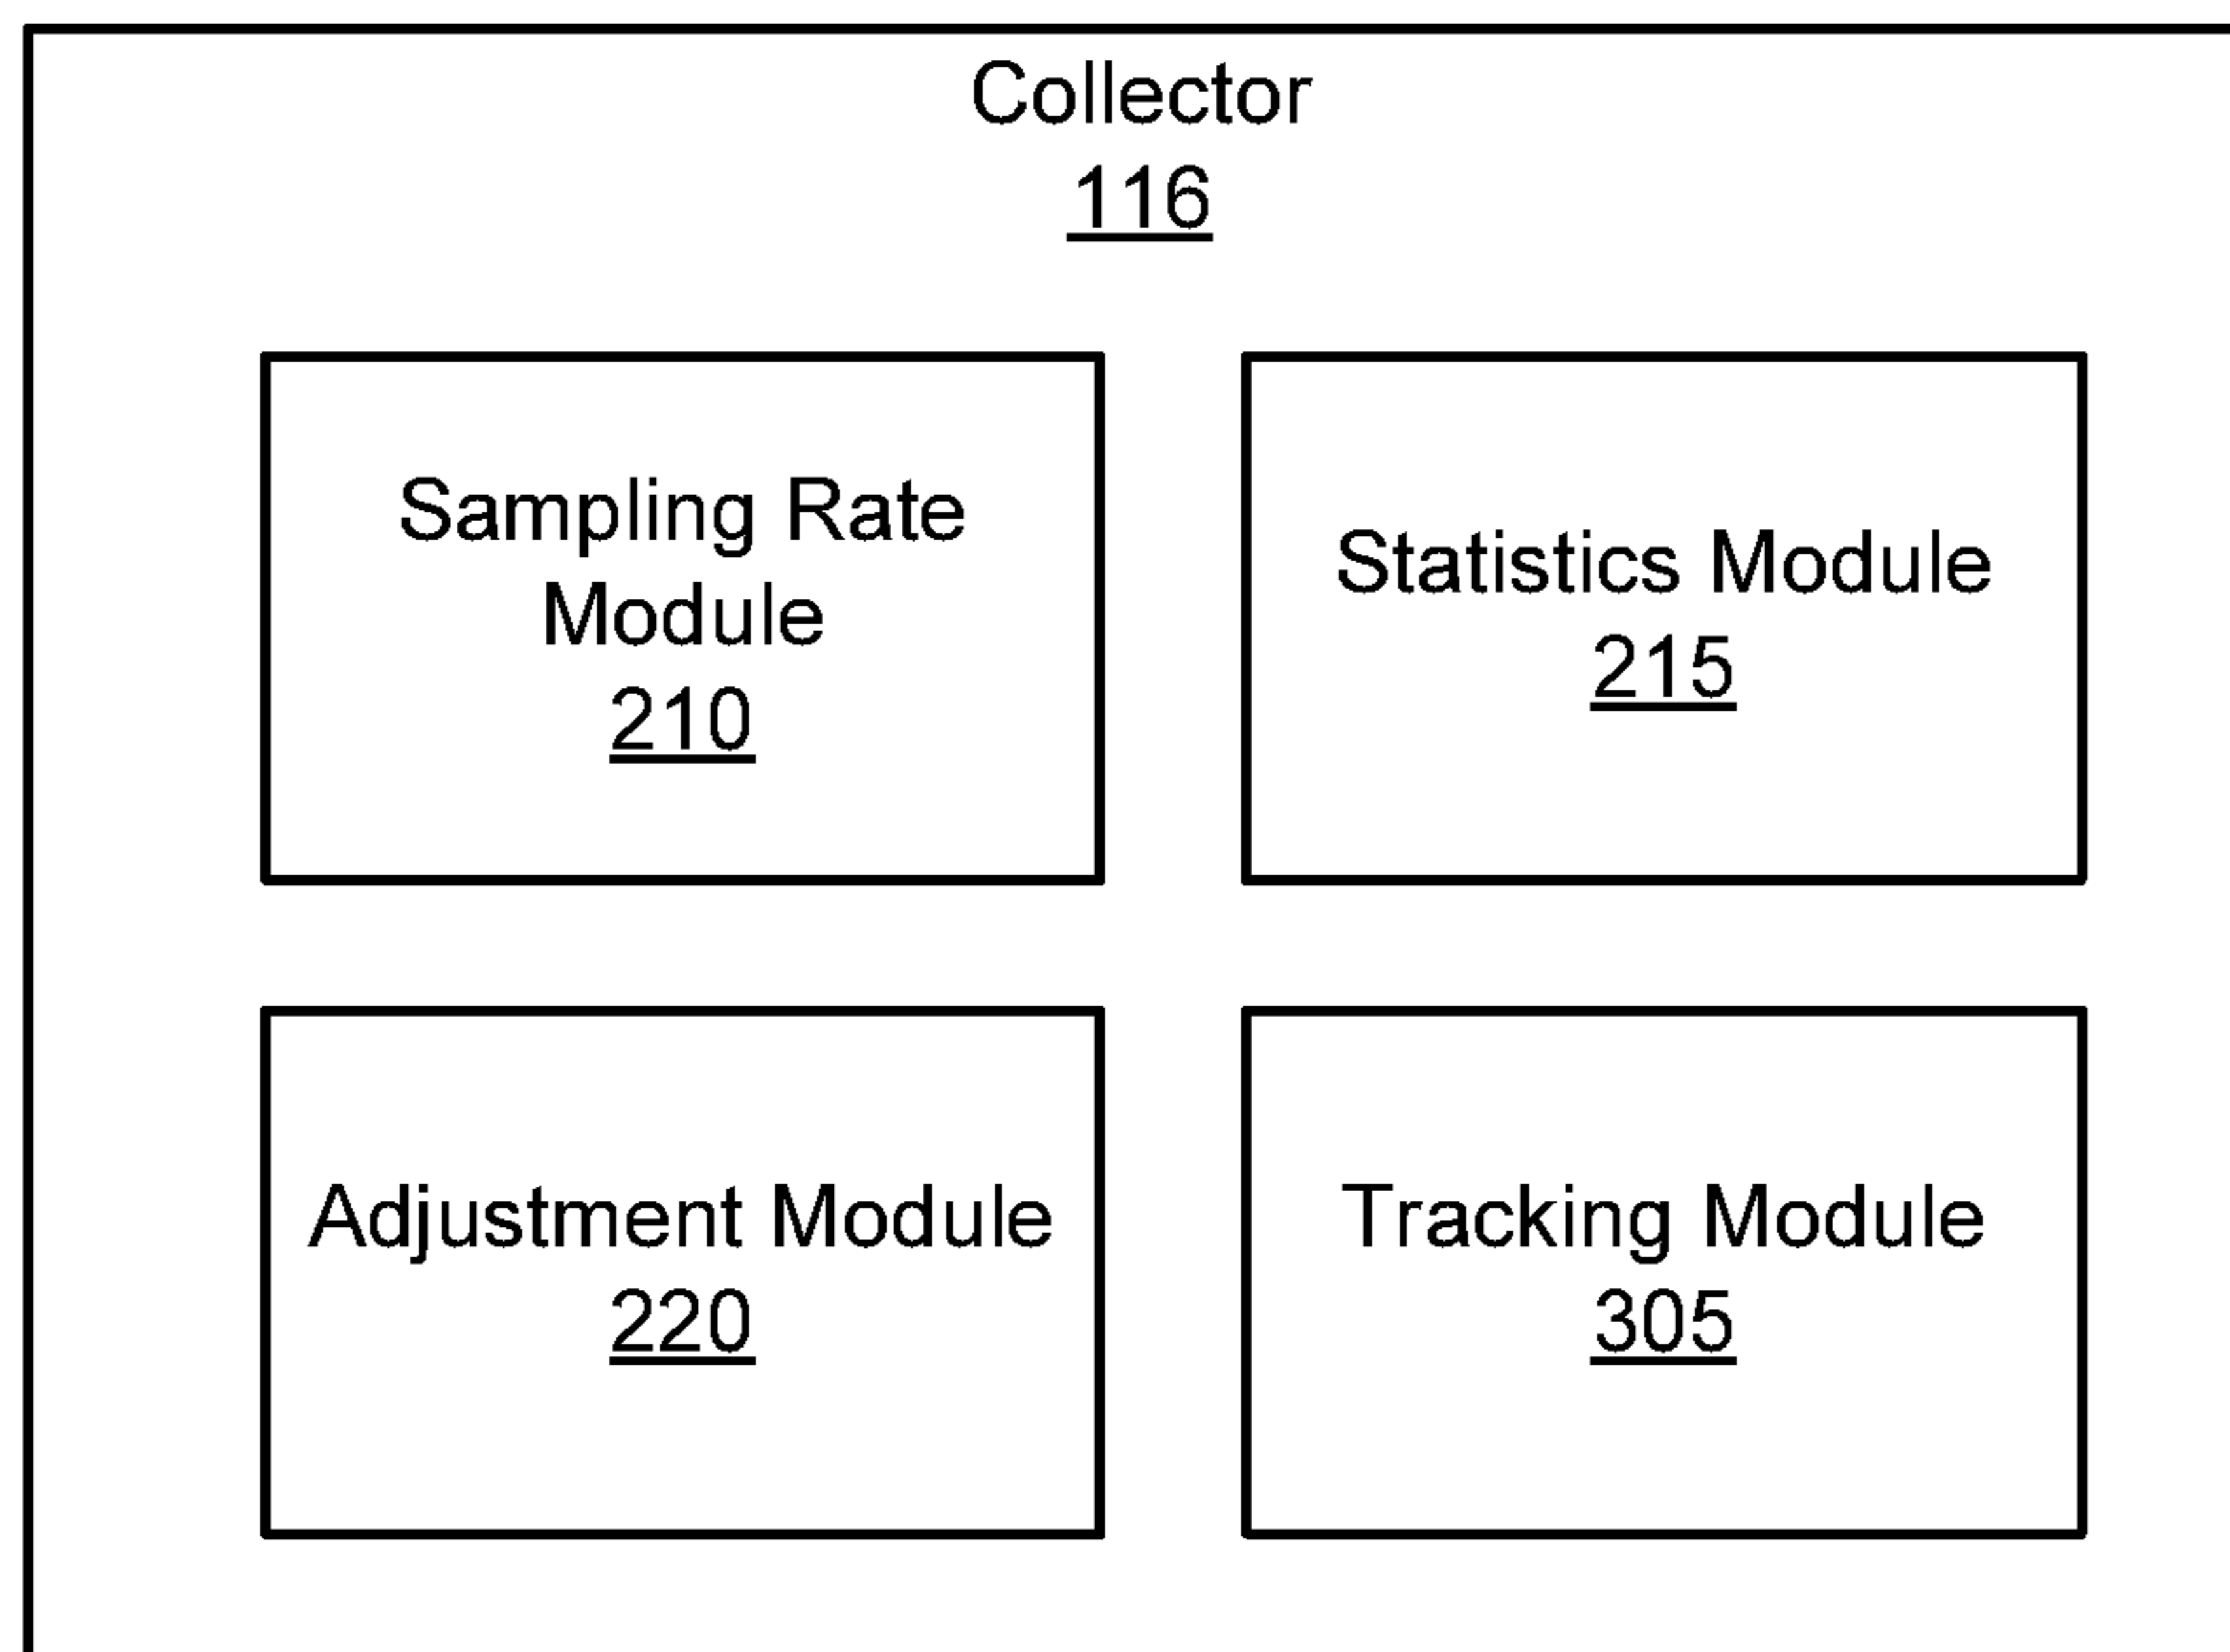 Collector
116
Sampling Rate
Module
210
Statistics Module
215
Adjustment Module
220
Tracking Module
305